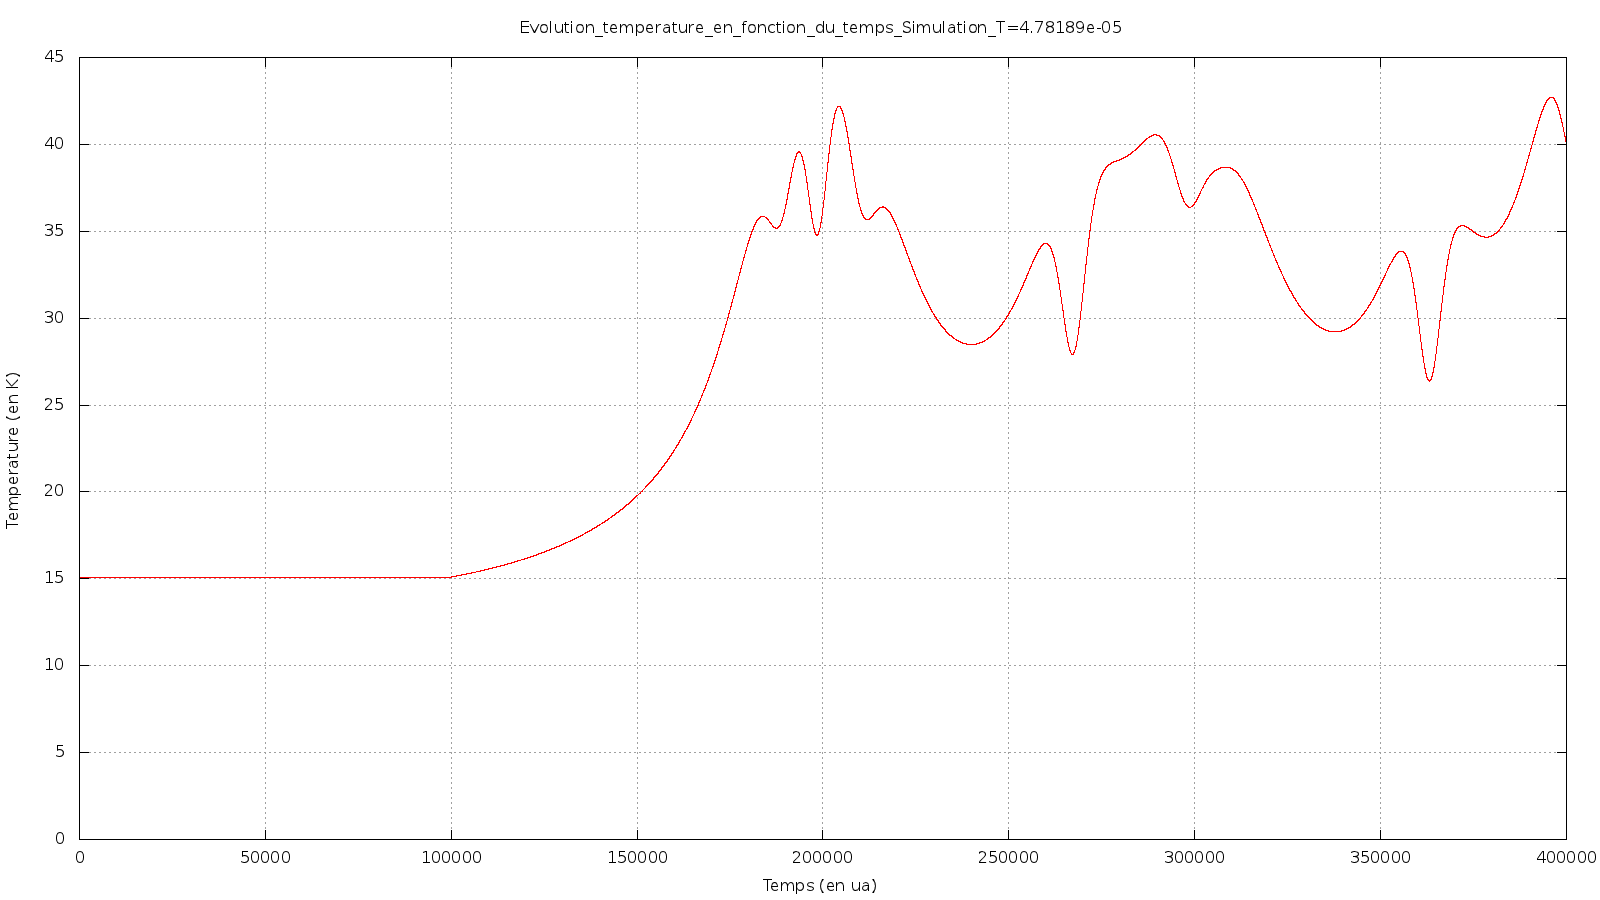 Evolution_temperature_en_fonction_du_temps_Simulation_T=4.78189e-05
45
40
35
30
25
20
15
10
5
0
Temperature (en K)
0 50000 100000 150000 200000 250000 300000 350000 400000
Temps (en ua)